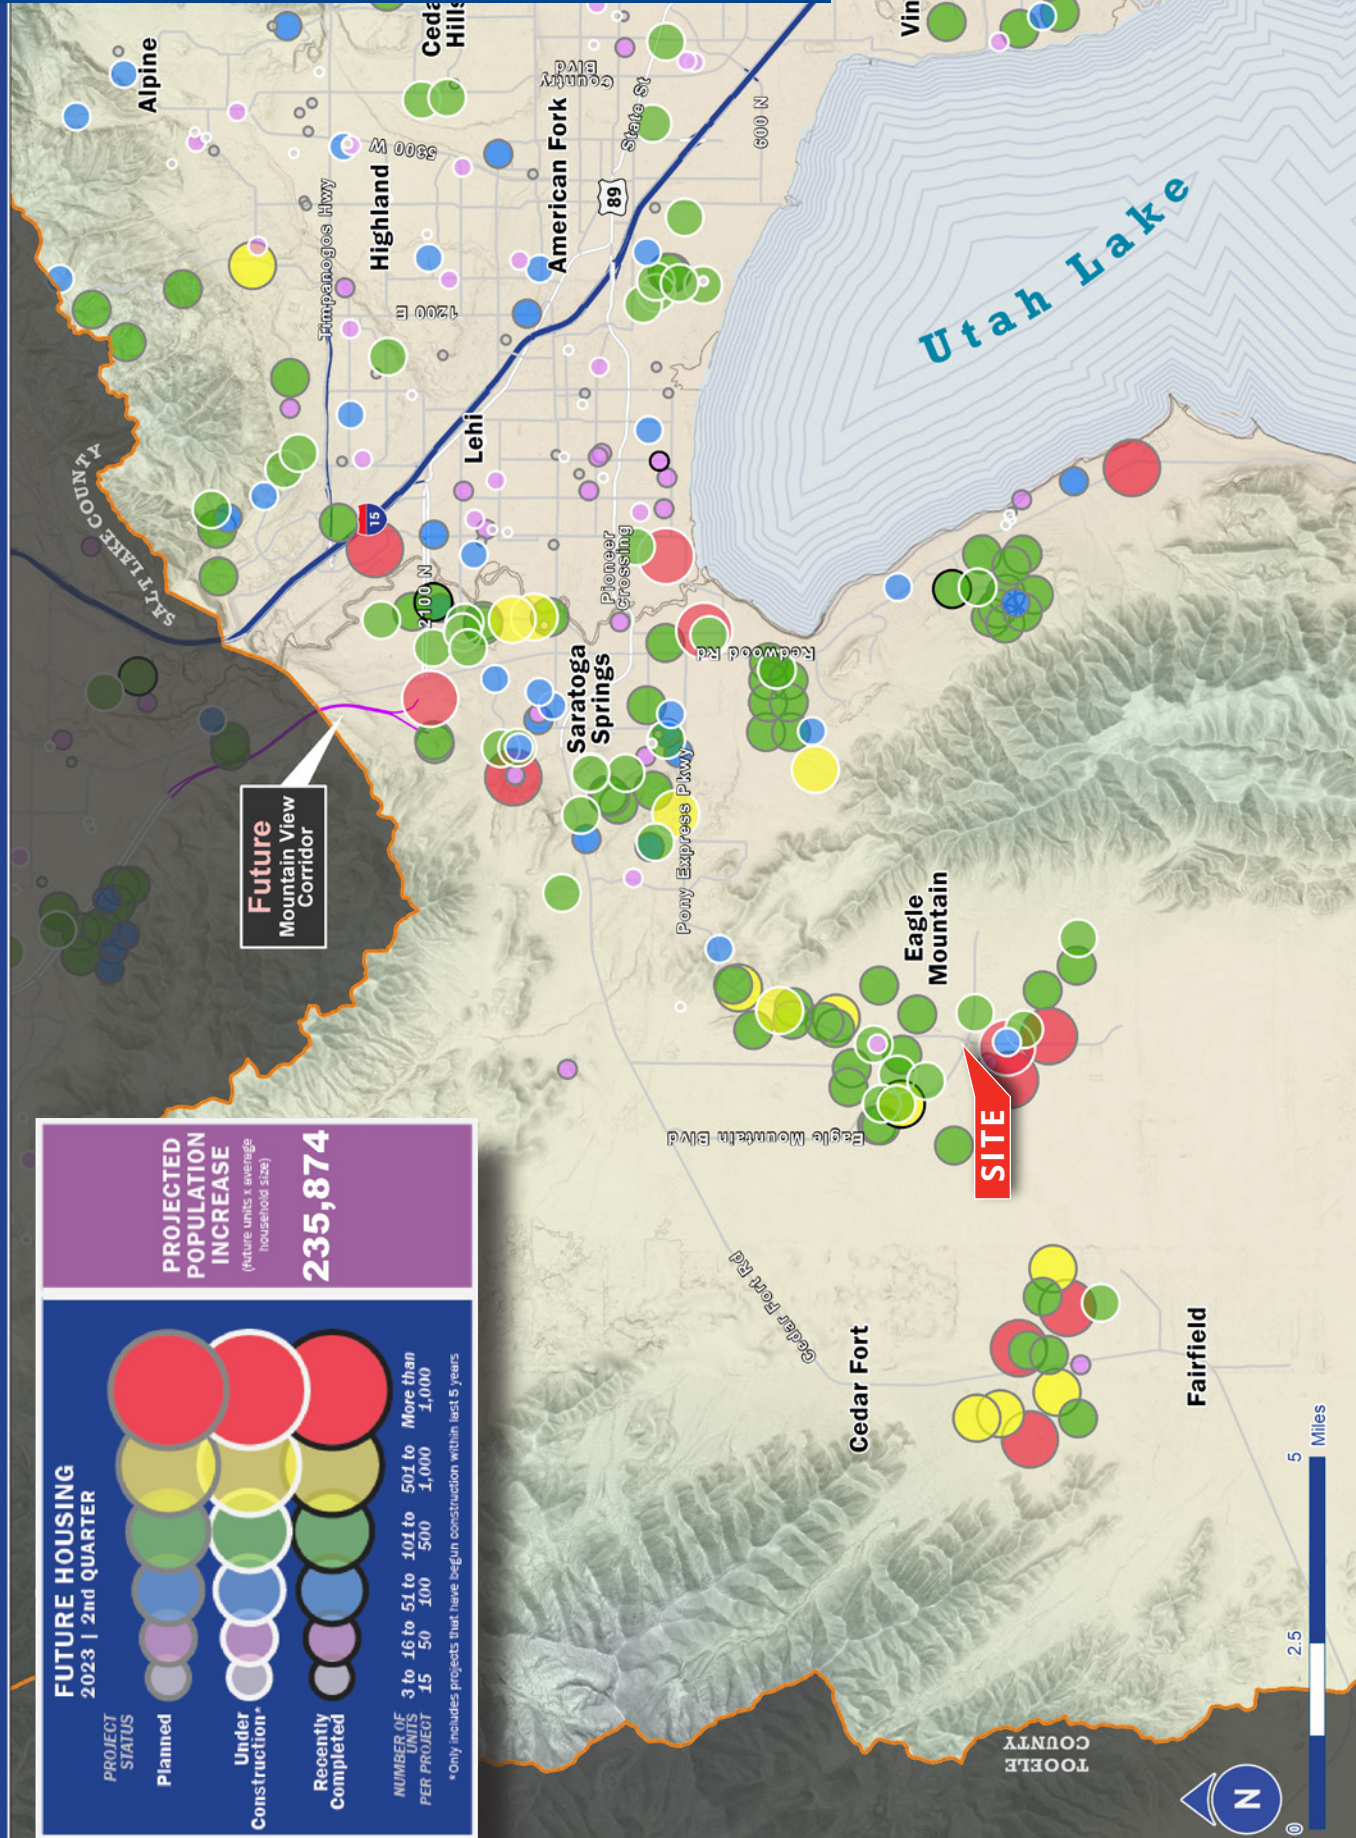 FUTURE HOUSING
2023 | 2nd QUARTER
PROJECT
STATUS
Planned
Under
Construction*
Recently
Completed
NUMBER OF
UNITS
PER PROJECT
3 to
15
16 to
50
51 to
100
101 to
500
501 to
1,000
More than
1,000
*Only includes projects that have begun construction within last 5 years
PROJECTED
POPULATION
INCREASE
(future units x average
household size)
235,874
Future
Mountain View
Corridor
SALT LAKE COUNTY
Alpine
Ceda
Hills
Vin
Highland
American Fork
Lehi
Saratoga
Springs
Eagle
Mountain
Cedar Fort
Fairfield
Utah Lake
Timpanogos Hwy
5300 W
1200 E
County
Blvd
State St
600 N
89
15
2100 N
Pioneer
Crossing
Redwood Rd
Pony Express Pkwy
Eagle Mountain Blvd
Cedar Fort Rd
SITE
TOOELE
COUNTY
N
0
2.5
5
Miles